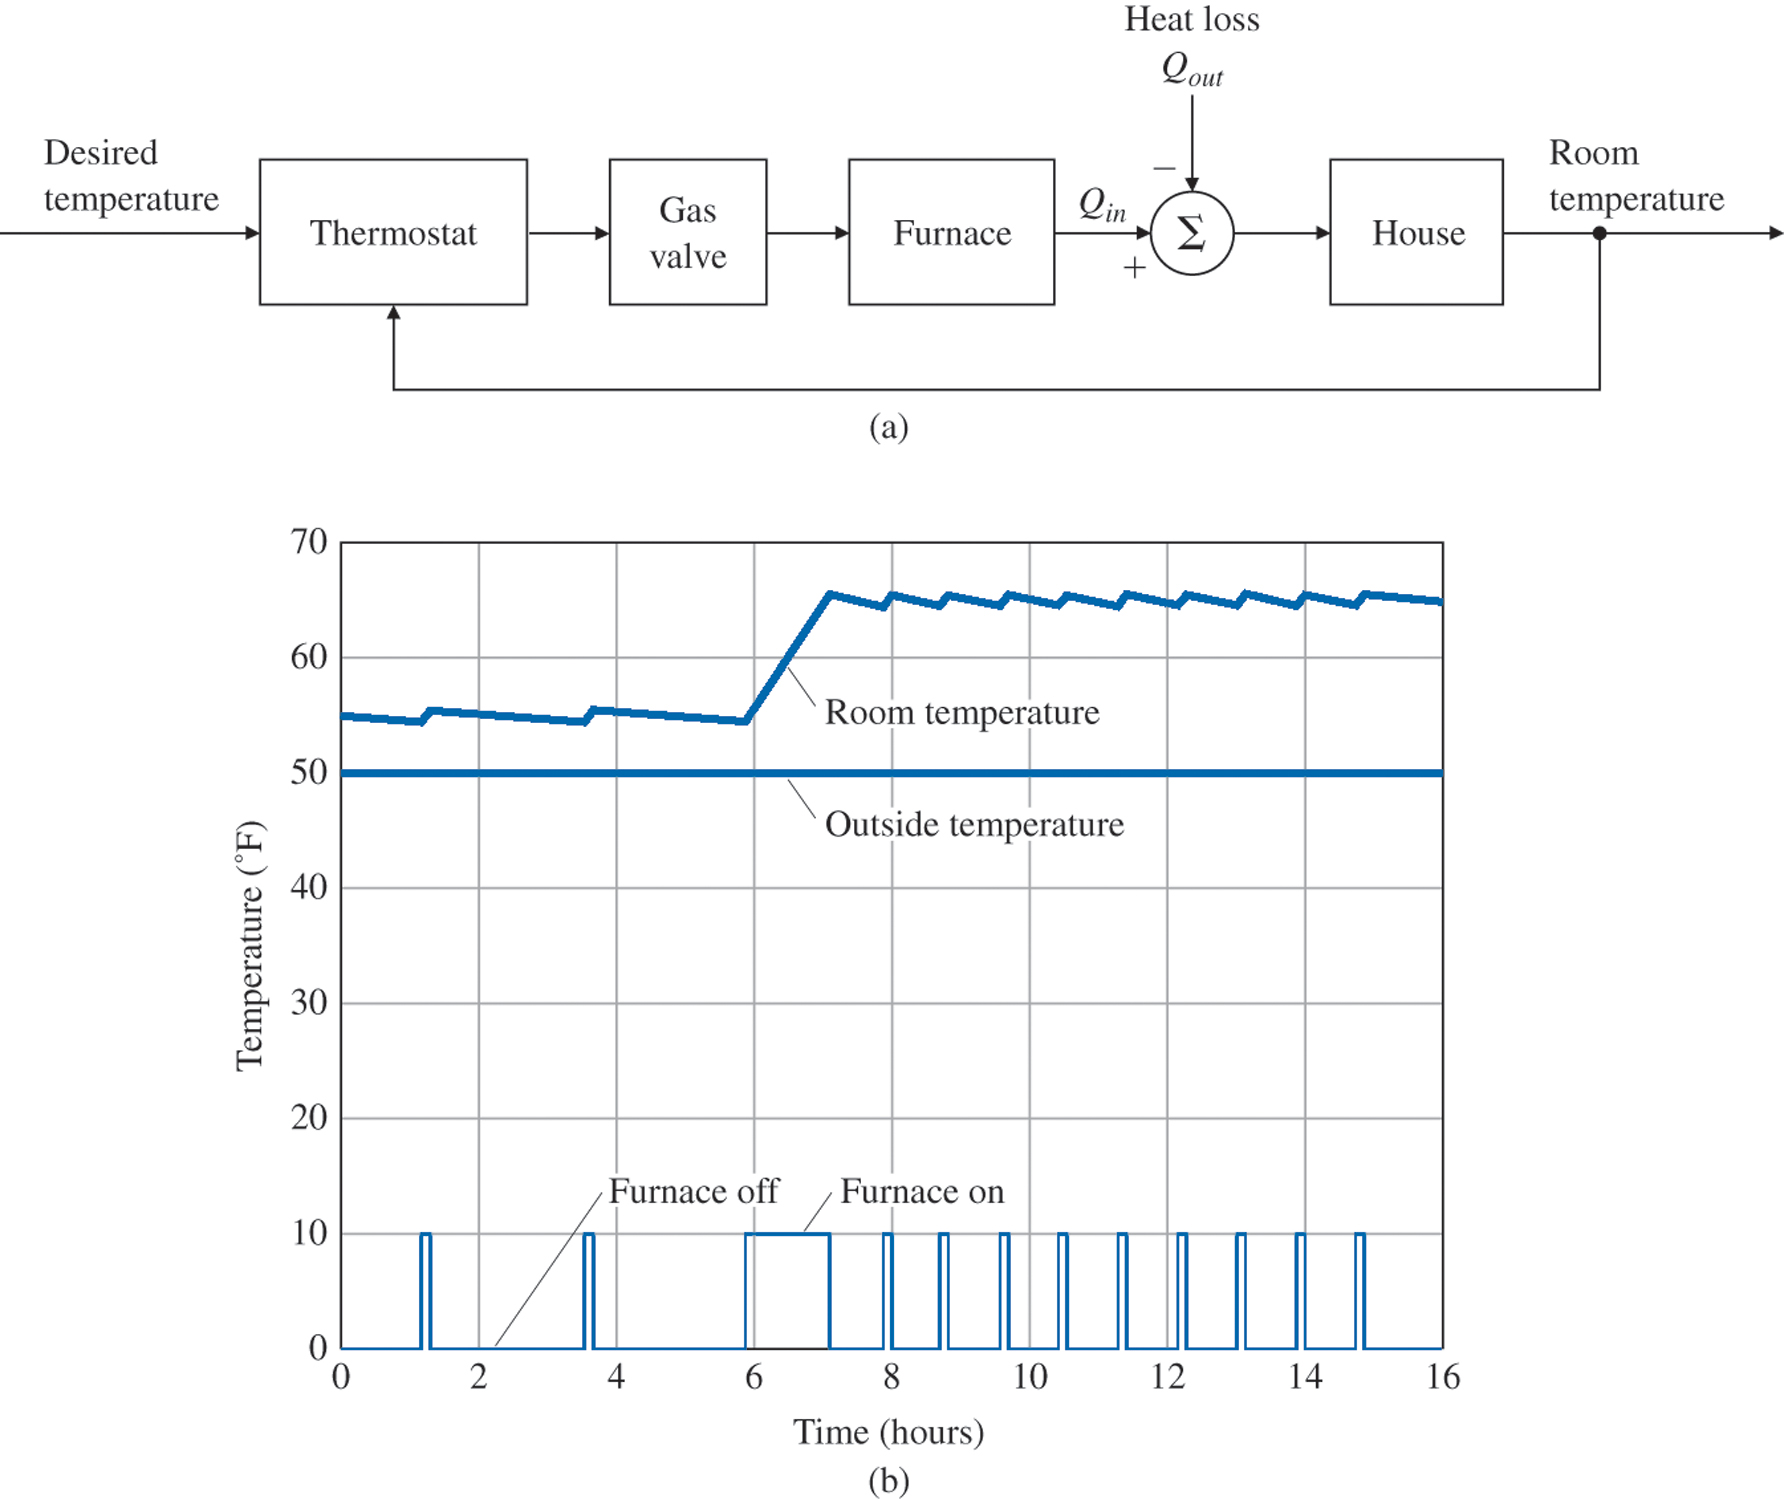 Heat loss
Q_out
Desired
temperature
Thermostat
Gas
valve
Furnace
Q_in
−
+
Σ
House
Room
temperature
(a)
70
60
50
40
30
20
10
0
Temperature (°F)
Room temperature
Outside temperature
Furnace off
Furnace on
0 2 4 6 8 10 12 14 16
Time (hours)
(b)